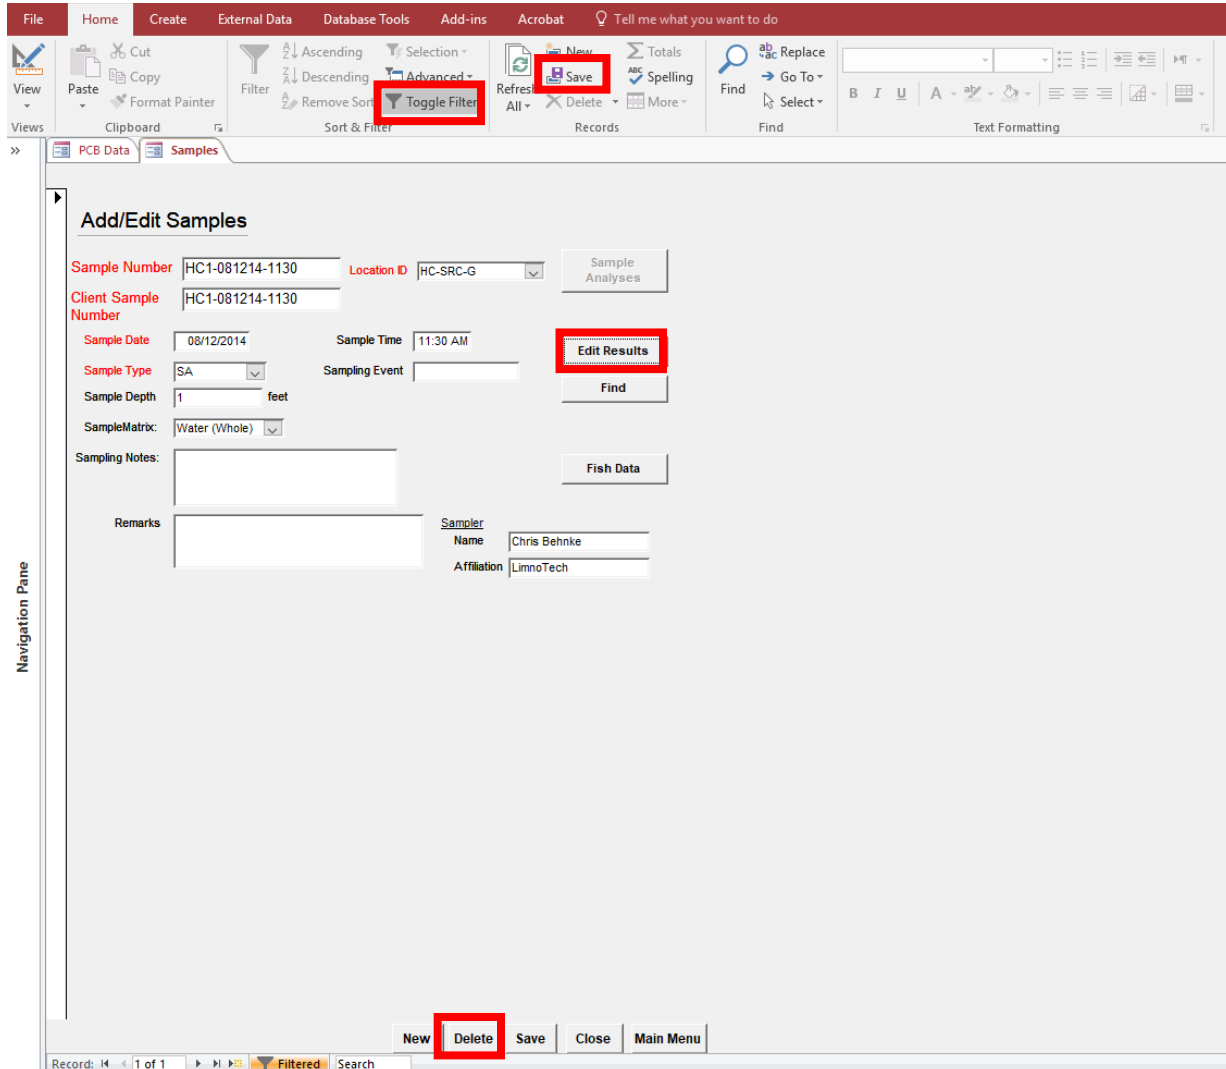 File Home Create External Data Database Tools Add-ins Acrobat Tell me what you want to do
Cut
Copy
Format Painter
View
Paste
Filter
Ascending
Descending
Remove Sort
Selection
Advanced
Toggle Filter
Refresh
All
New
Save
Delete
Totals
Spelling
More
Find
Replace
Go To
Select
B I U A
Views Clipboard Sort & Filter Records Find Text Formatting
» PCB Data Samples
Add/Edit Samples
Sample Number HC1-081214-1130 Location ID HC-SRC-G Sample
Analyses
Client Sample
Number HC1-081214-1130
Sample Date 08/12/2014 Sample Time 11:30 AM Edit Results
Sample Type SA Sampling Event
Find
Sample Depth 1 feet
SampleMatrix: Water (Whole)
Sampling Notes: Fish Data
Remarks Sampler
Name Chris Behnke
Affiliation LimnoTech
Navigation Pane
New Delete Save Close Main Menu
Record: 1 of 1 Filtered Search